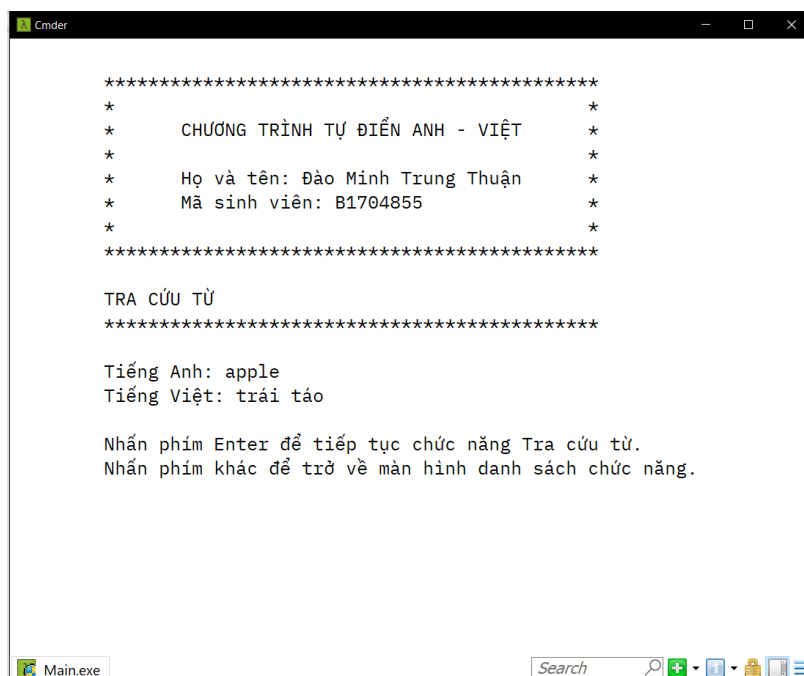 Cmder
*********************************************
* *
* CHƯƠNG TRÌNH TỰ ĐIỂN ANH - VIỆT *
* *
* Họ và tên: Đào Minh Trung Thuận *
* Mã sinh viên: B1704855 *
* *
*********************************************
TRA CỨU TỪ
*********************************************
Tiếng Anh: apple
Tiếng Việt: trái táo
Nhấn phím Enter để tiếp tục chức năng Tra cứu từ.
Nhấn phím khác để trở về màn hình danh sách chức năng.
Main.exe Search